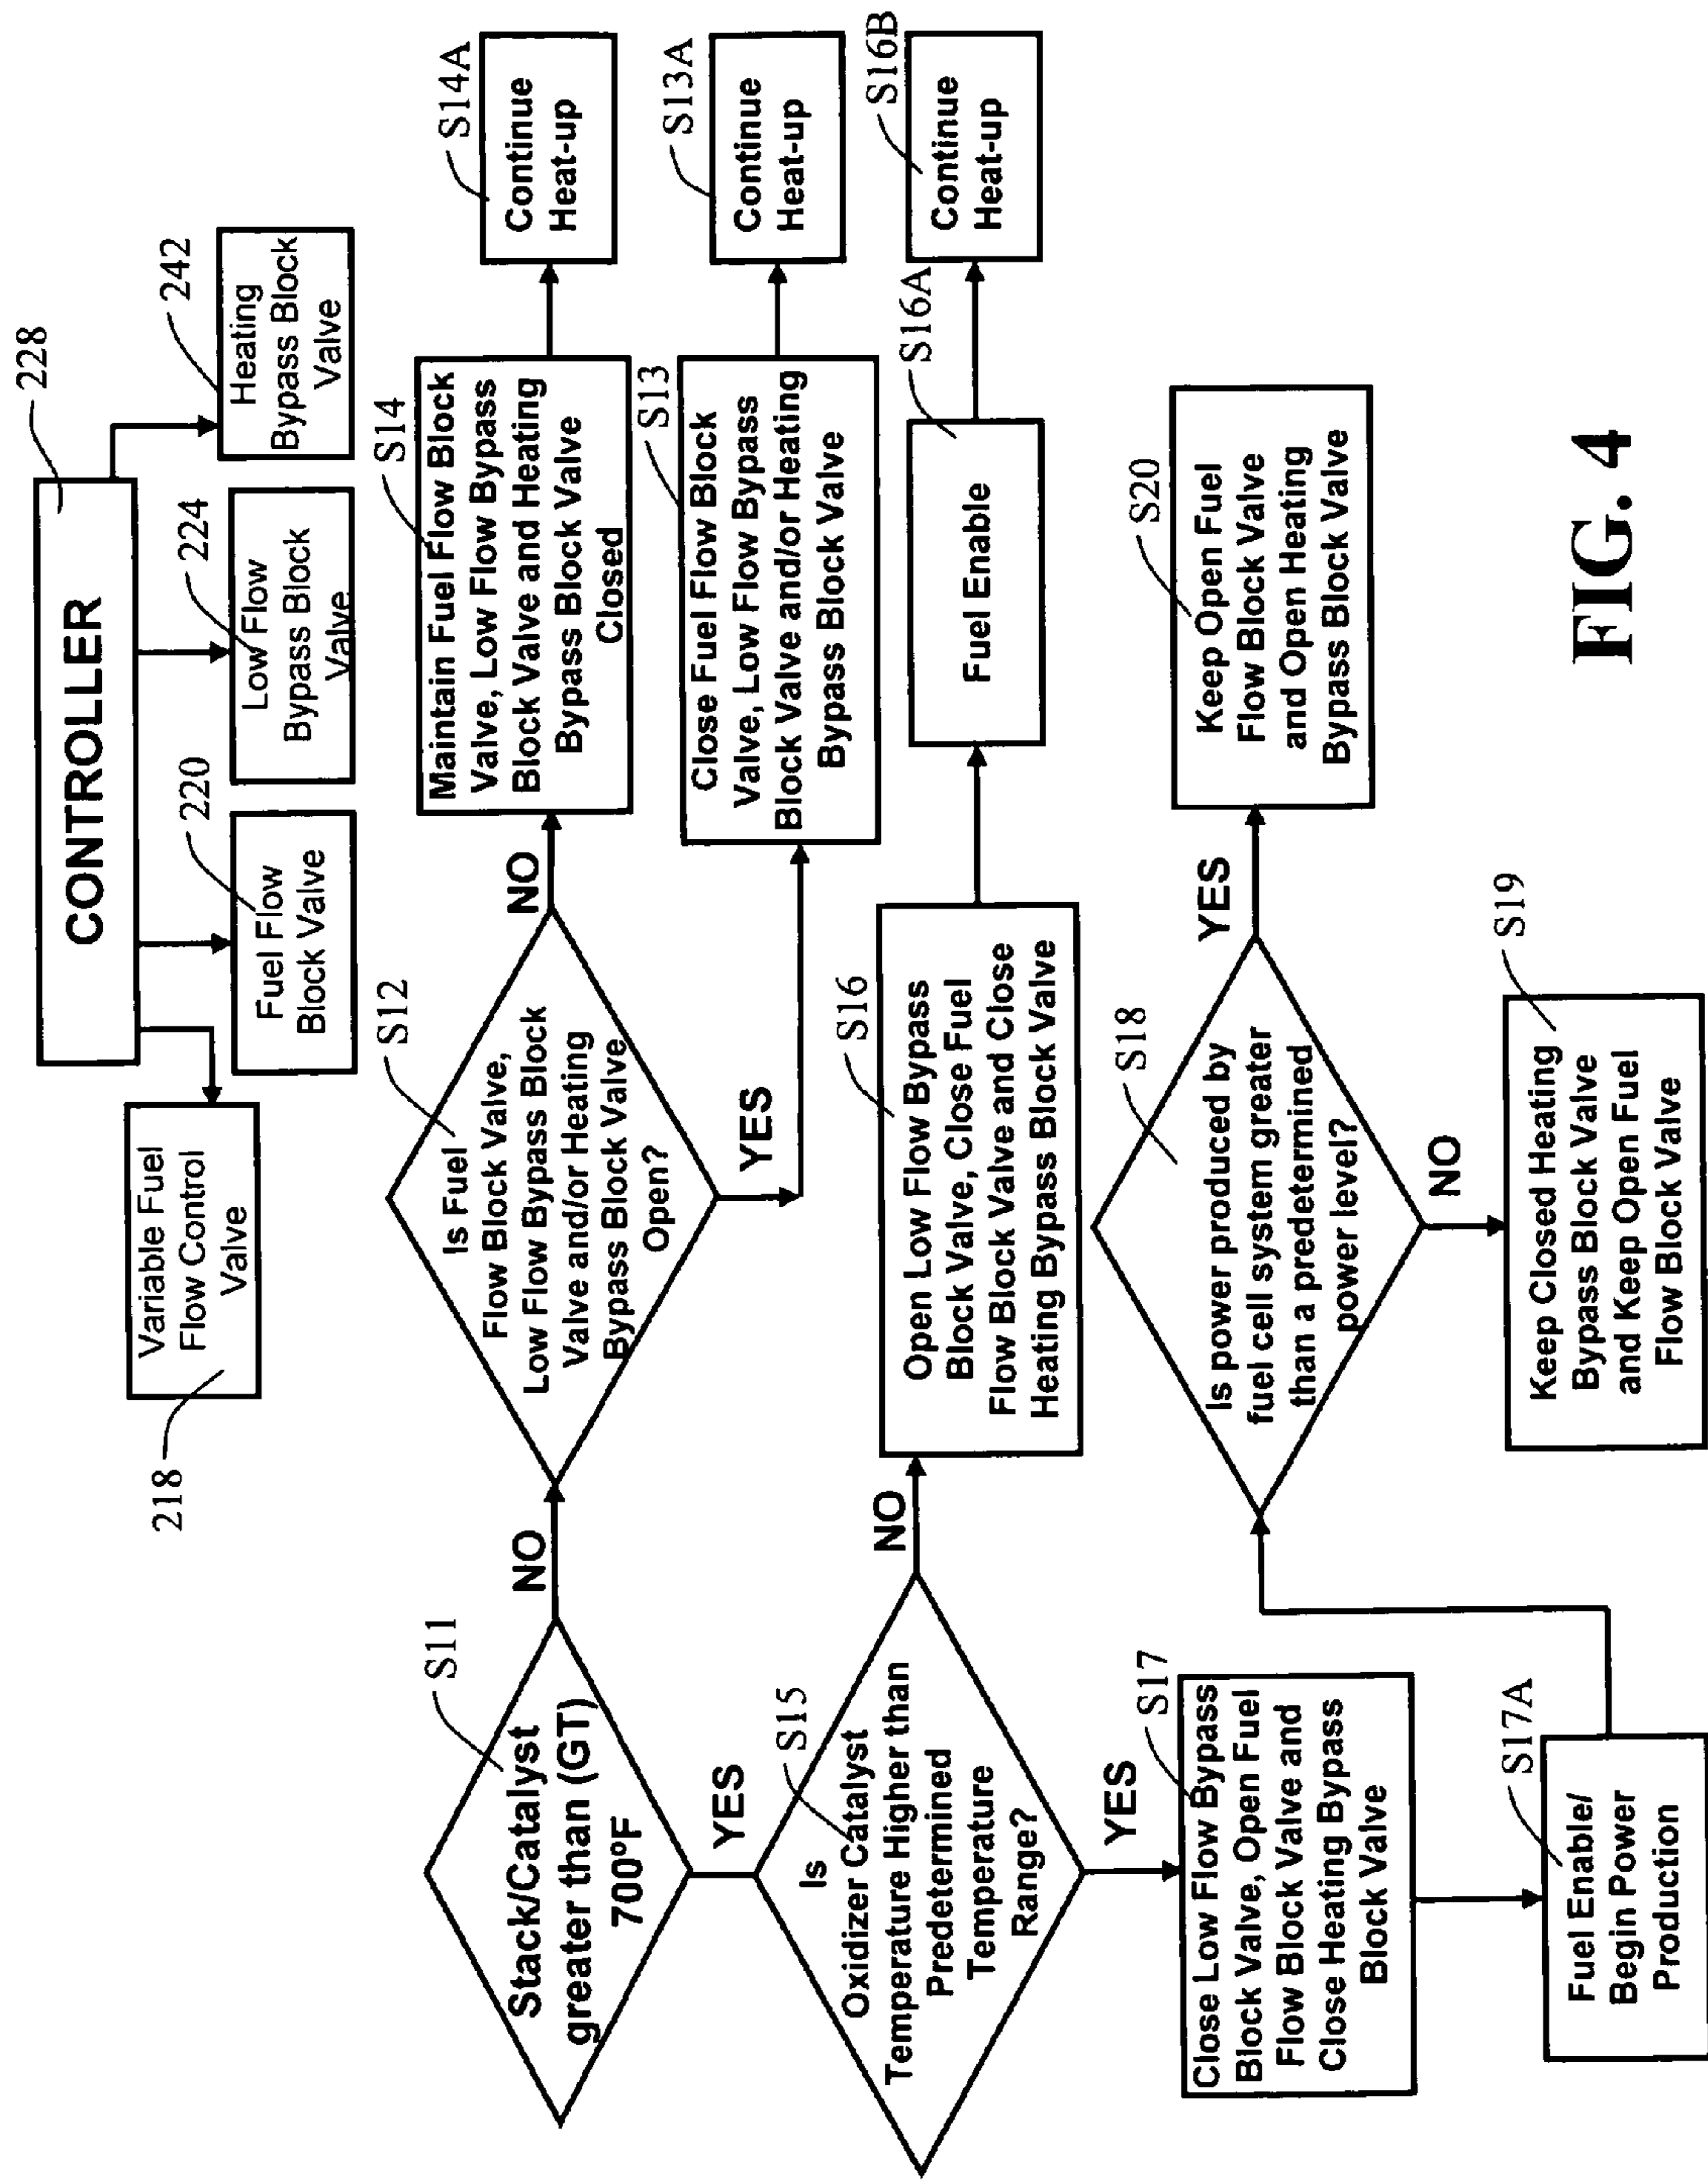 228
CONTROLLER
218
220
224
242
Variable Fuel
Flow Control
Valve
Fuel Flow
Block Valve
Low Flow
Bypass Block
Valve
Heating
Bypass Block
Valve
S11
Stack/Catalyst
greater than (GT)
700°F
NO
YES
S12
Is Fuel
Flow Block Valve,
Low Flow Bypass Block
Valve and/or Heating
Bypass Block Valve
Open?
NO
YES
S14
Maintain Fuel Flow Block
Valve, Low Flow Bypass
Block Valve and Heating
Bypass Block Valve
Closed
S14A
Continue
Heat-up
S13
Close Fuel Flow Block
Valve, Low Flow Bypass
Block Valve and/or Heating
Bypass Block Valve
S13A
Continue
Heat-up
S15
Is
Oxidizer Catalyst
Temperature Higher than
Predetermined
Temperature
Range?
NO
YES
S16
Open Low Flow Bypass
Block Valve, Close Fuel
Flow Block Valve and Close
Heating Bypass Block Valve
S16A
Fuel Enable
S16B
Continue
Heat-up
S17
Close Low Flow Bypass
Block Valve, Open Fuel
Flow Block Valve and
Close Heating Bypass
Block Valve
S17A
Fuel Enable/
Begin Power
Production
S18
Is power produced by
fuel cell system greater
than a predetermined
power level?
YES
NO
S20
Keep Open Fuel
Flow Block Valve
and Open Heating
Bypass Block Valve
S19
Keep Closed Heating
Bypass Block Valve
and Keep Open Fuel
Flow Block Valve
FIG. 4